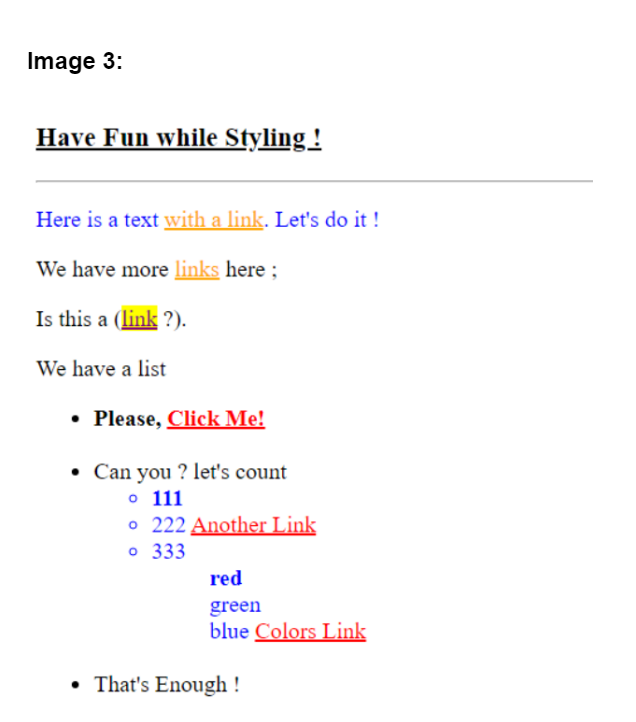 Image 3:
Have Fun while Styling !
Here is a text with a link. Let's do it !
We have more links here ;
Is this a (link ?).
We have a list
Please, Click Me!
Can you ? let's count
111
222 Another Link
333
red
green
blue Colors Link
That's Enough !